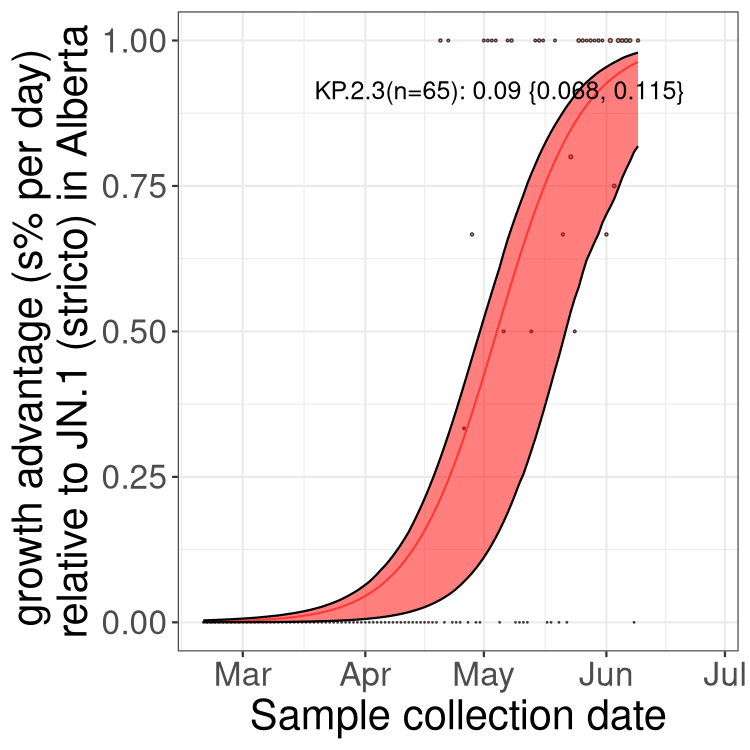 growth advantage (s% per day)
relative to JN.1 (stricto) in Alberta
1.00
0.75
0.50
0.25
0.00
KP.2.3(n=65): 0.09 {0.068, 0.115}
Mar Apr May Jun Jul
Sample collection date